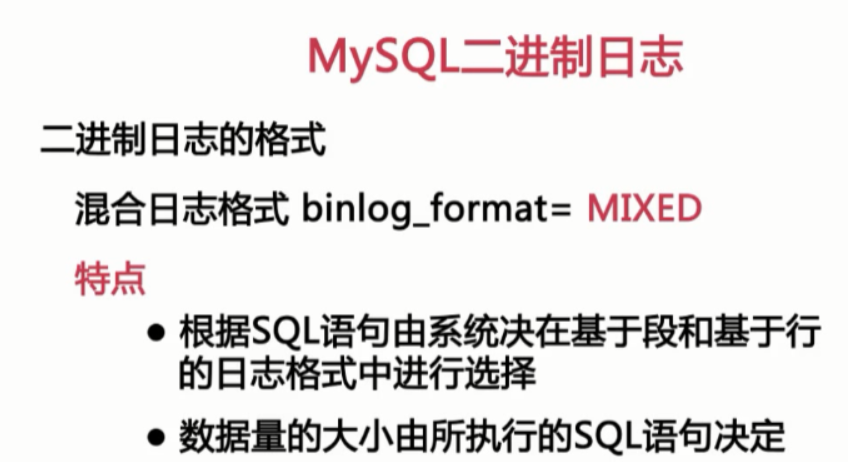 MySQL二进制日志
二进制日志的格式
混合日志格式 binlog_format= MIXED
特点
● 根据SQL语句由系统决在基于段和基于行
的日志格式中进行选择
● 数据量的大小由所执行的SQL语句决定